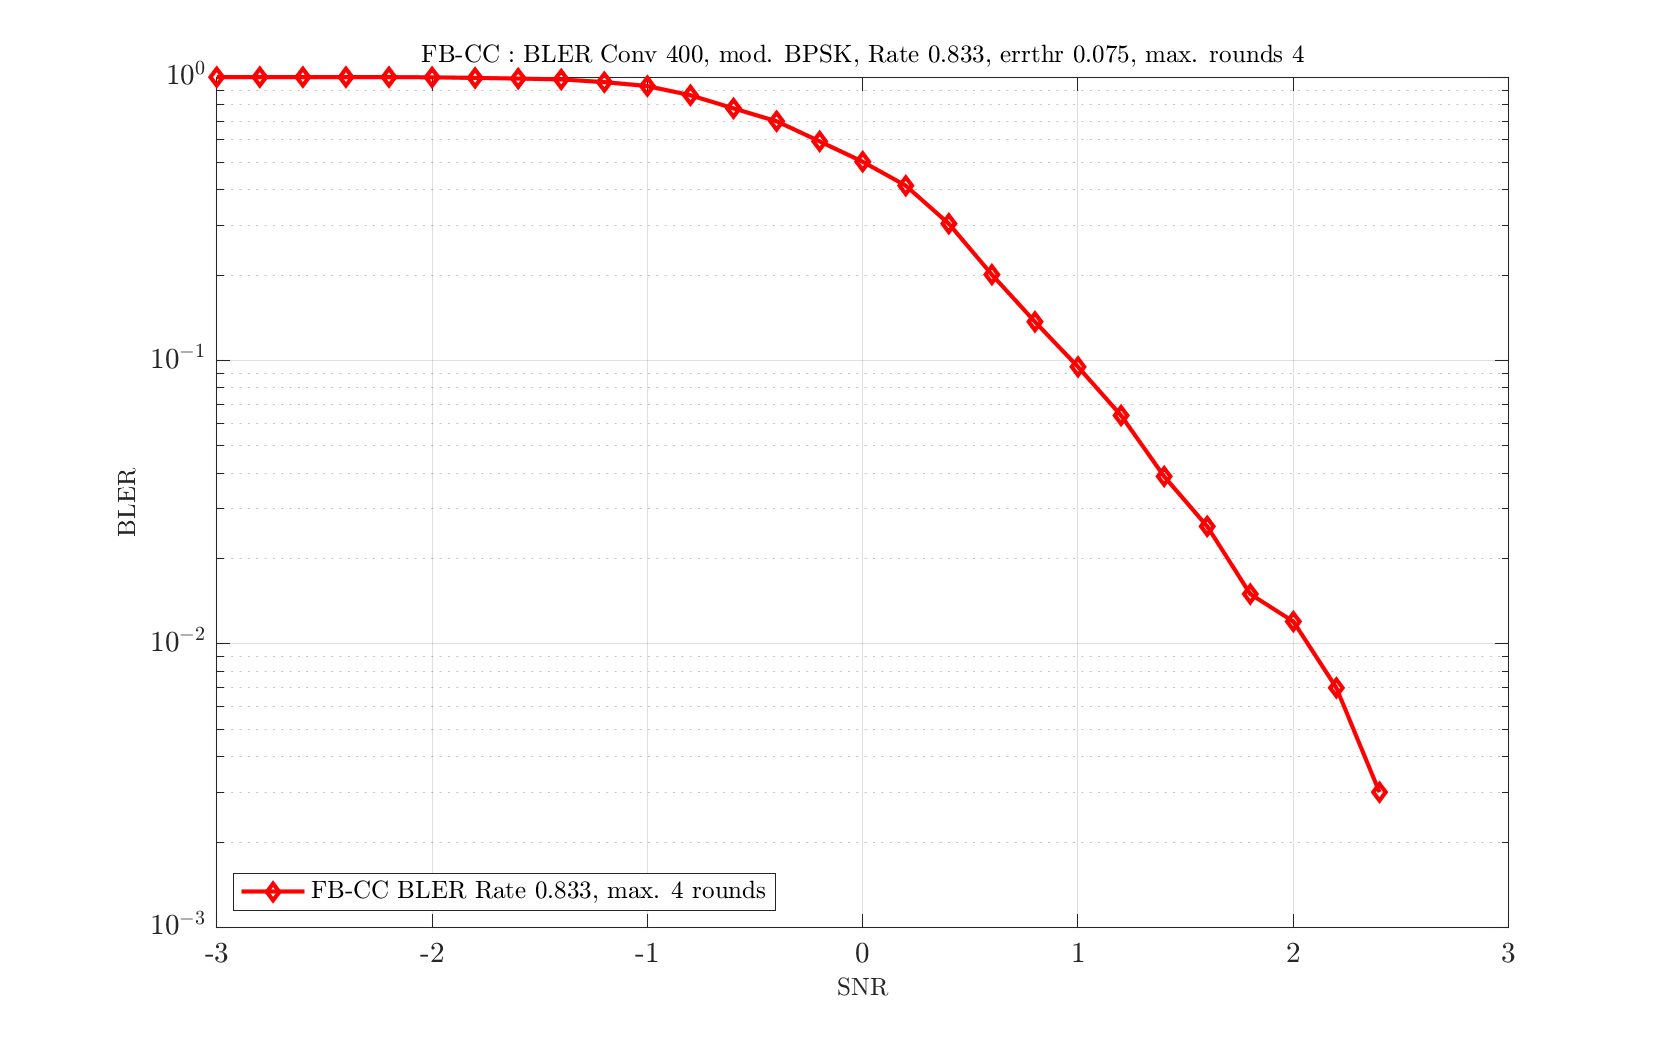 FB-CC : BLER Conv 400, mod. BPSK, Rate 0.833, errthr 0.075, max. rounds 4
10^0
10^−1
10^−2
10^−3
BLER
FB-CC BLER Rate 0.833, max. 4 rounds
-3 -2 -1 0 1 2 3
SNR